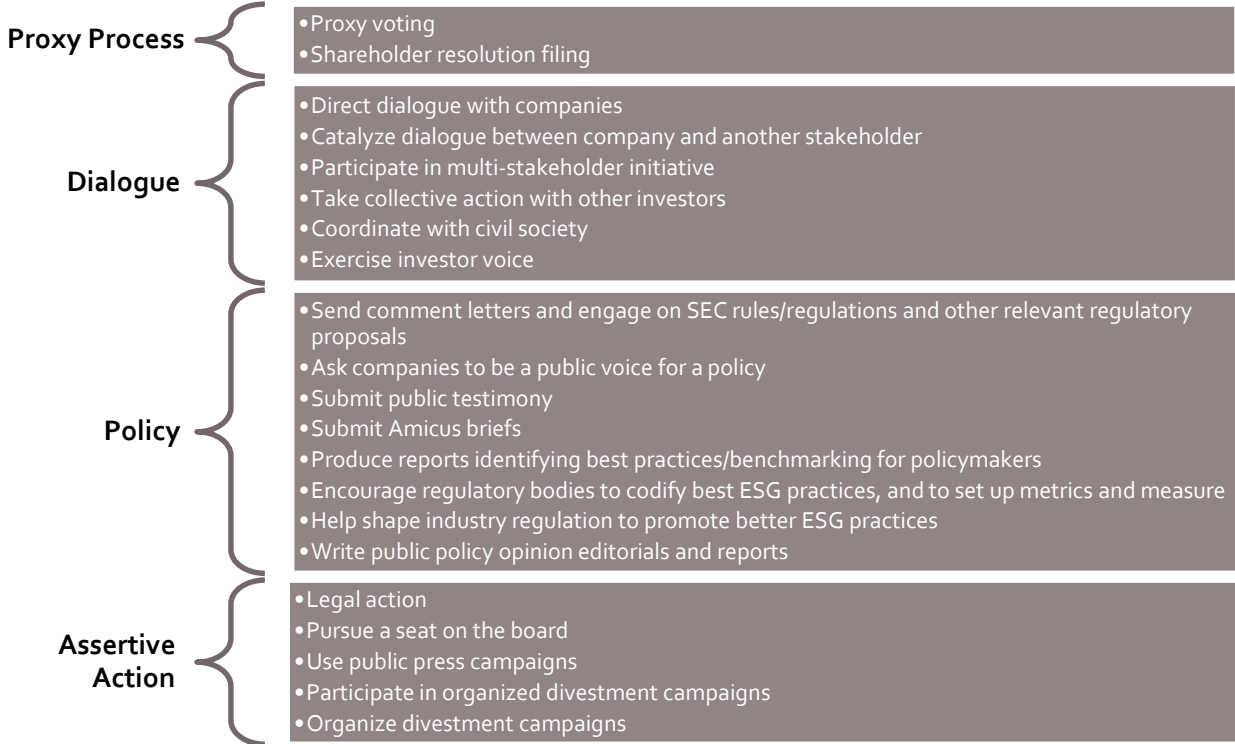 Proxy Process
•Proxy voting
•Shareholder resolution filing
Dialogue
•Direct dialogue with companies
•Catalyze dialogue between company and another stakeholder
•Participate in multi-stakeholder initiative
•Take collective action with other investors
•Coordinate with civil society
•Exercise investor voice
Policy
•Send comment letters and engage on SEC rules/regulations and other relevant regulatory
proposals
•Ask companies to be a public voice for a policy
•Submit public testimony
•Submit Amicus briefs
•Produce reports identifying best practices/benchmarking for policymakers
•Encourage regulatory bodies to codify best ESG practices, and to set up metrics and measure
•Help shape industry regulation to promote better ESG practices
•Write public policy opinion editorials and reports
Assertive
Action
•Legal action
•Pursue a seat on the board
•Use public press campaigns
•Participate in organized divestment campaigns
•Organize divestment campaigns